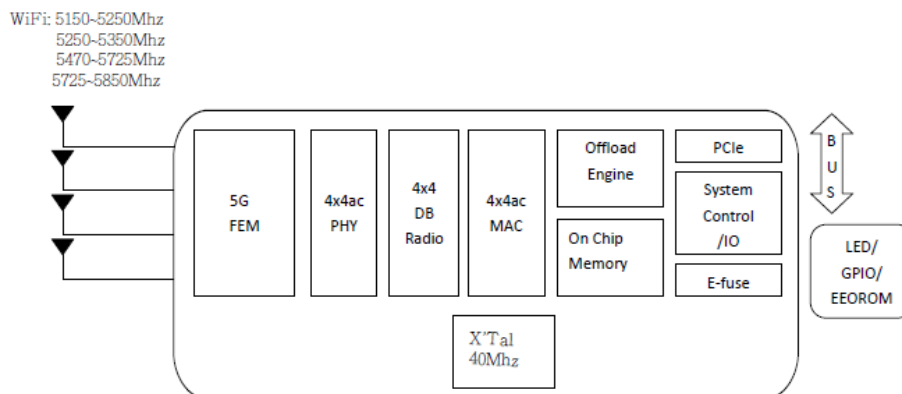 WiFi: 5150~5250Mhz
5250~5350Mhz
5470~5725Mhz
5725~5850Mhz
5G
FEM
4x4ac
PHY
4x4
DB
Radio
4x4ac
MAC
Offload
Engine
On Chip
Memory
PCIe
System
Control
/IO
E-fuse
B
U
S
LED/
GPIO/
EEOROM
X'Tal
40Mhz